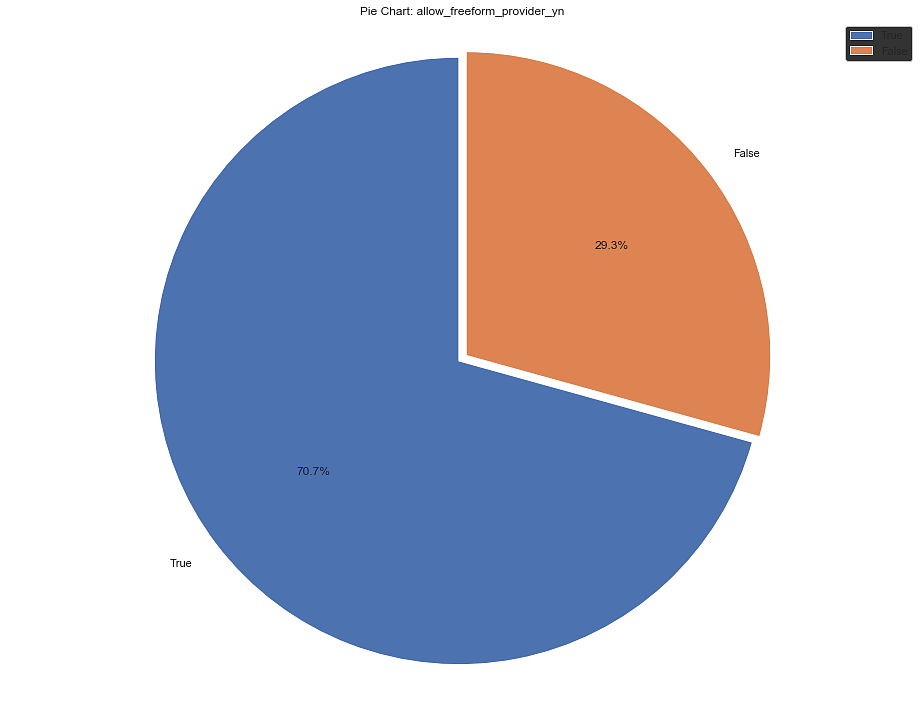 Pie Chart: allow_freeform_provider_yn
True
False
False
29.3%
70.7%
True